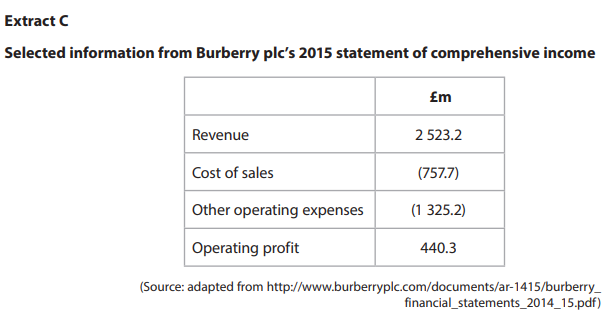 Extract C
Selected information from Burberry plc's 2015 statement of comprehensive income
£m
Revenue 2 523.2
Cost of sales (757.7)
Other operating expenses (1 325.2)
Operating profit 440.3
(Source: adapted from http://www.burberryplc.com/documents/ar-1415/burberry_
financial_statements_2014_15.pdf)